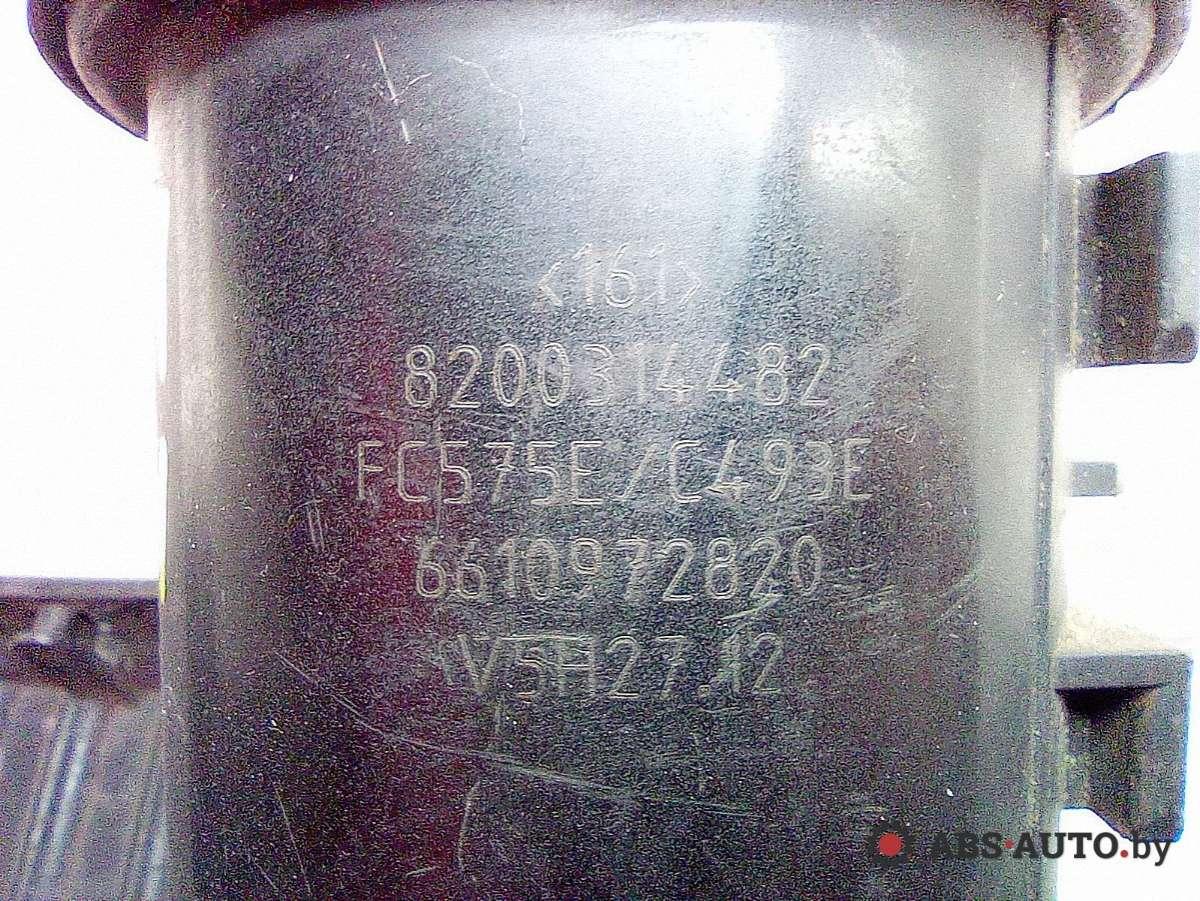 <161>
8200314482
FC575E/C493E
6610972820
V5H27.12
ABS·AUTO.by